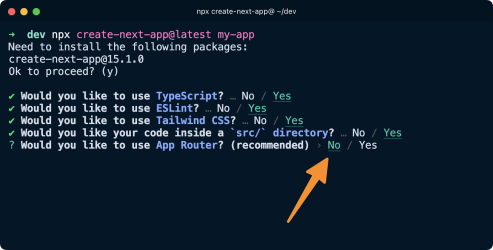 npx create-next-app@ ~/dev
➜ dev npx create-next-app@latest my-app
Need to install the following packages:
create-next-app@15.1.0
Ok to proceed? (y)
✔ Would you like to use TypeScript? … No / Yes
✔ Would you like to use ESLint? … No / Yes
✔ Would you like to use Tailwind CSS? … No / Yes
✔ Would you like your code inside a `src/` directory? … No / Yes
? Would you like to use App Router? (recommended) › No / Yes